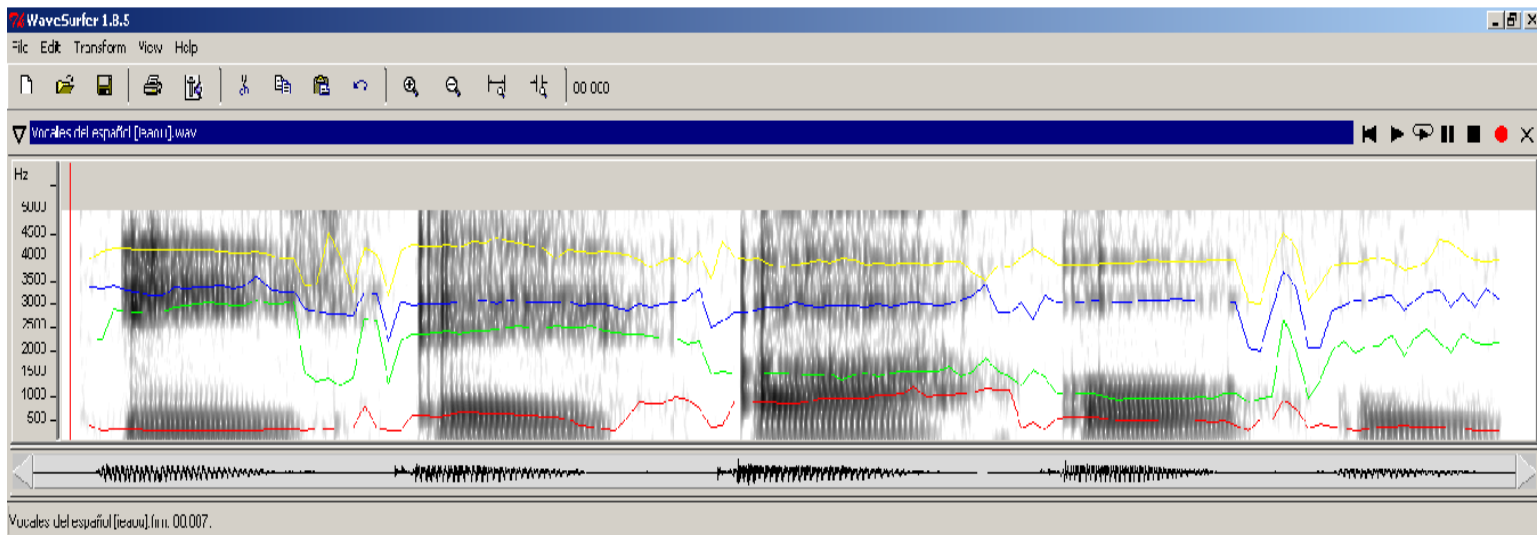 WaveSurfer 1.8.5
File Edit Transform View Help
00 000
Vocales del español [ieaou].wav
Hz
5000
4500
4000
3500
3000
2500
2000
1500
1000
500
Vocales del español [ieaou].frm: 00.007.